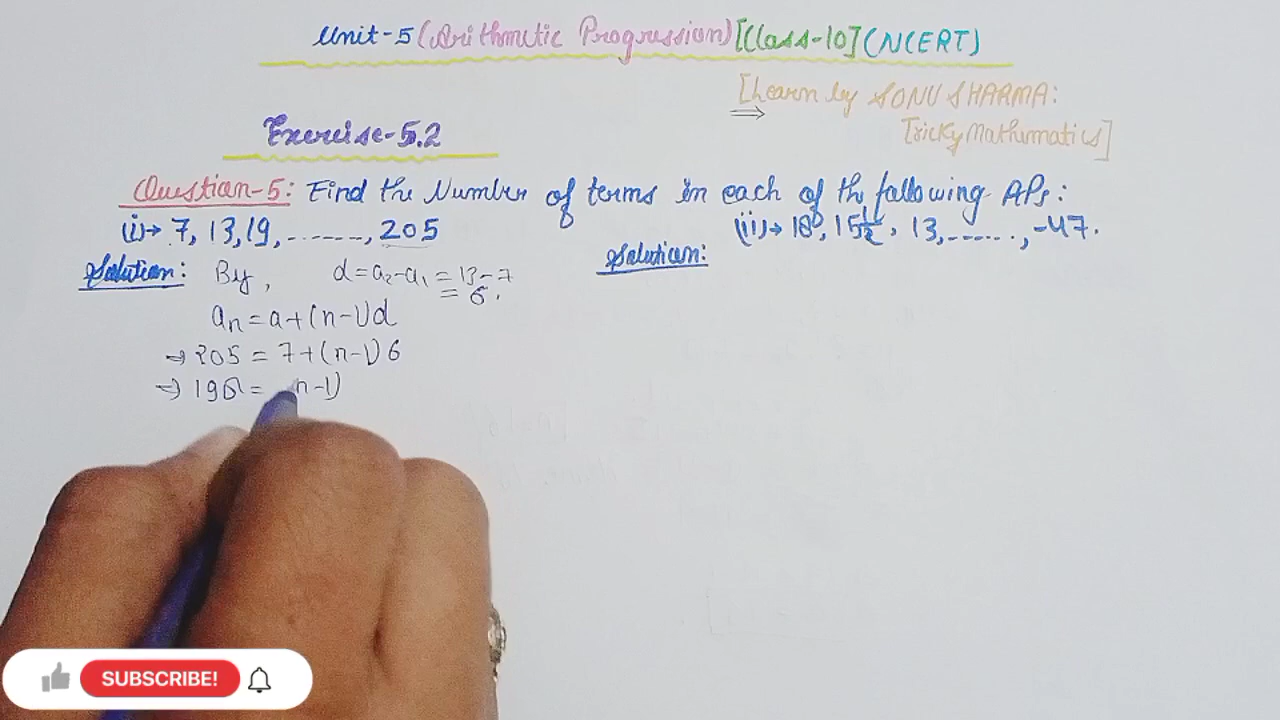 Unit-5 (Arithmetic Progression) [Class-10] (NCERT)
[Learn by SONU SHARMA:
⇒ Tricky Mathematics]
Exercise-5.2
Question-5: Find the Number of terms in each of the following APs:
(i)→ 7, 13, 19, ......., 205
(ii)→ 18, 15½, 13, ......., -47.
Solution: By, d = a₂-a₁ = 13-7
= 6.
aₙ = a+(n-1)d
→ 205 = 7+(n-1)6
n-1)
Solution:
SUBSCRIBE!